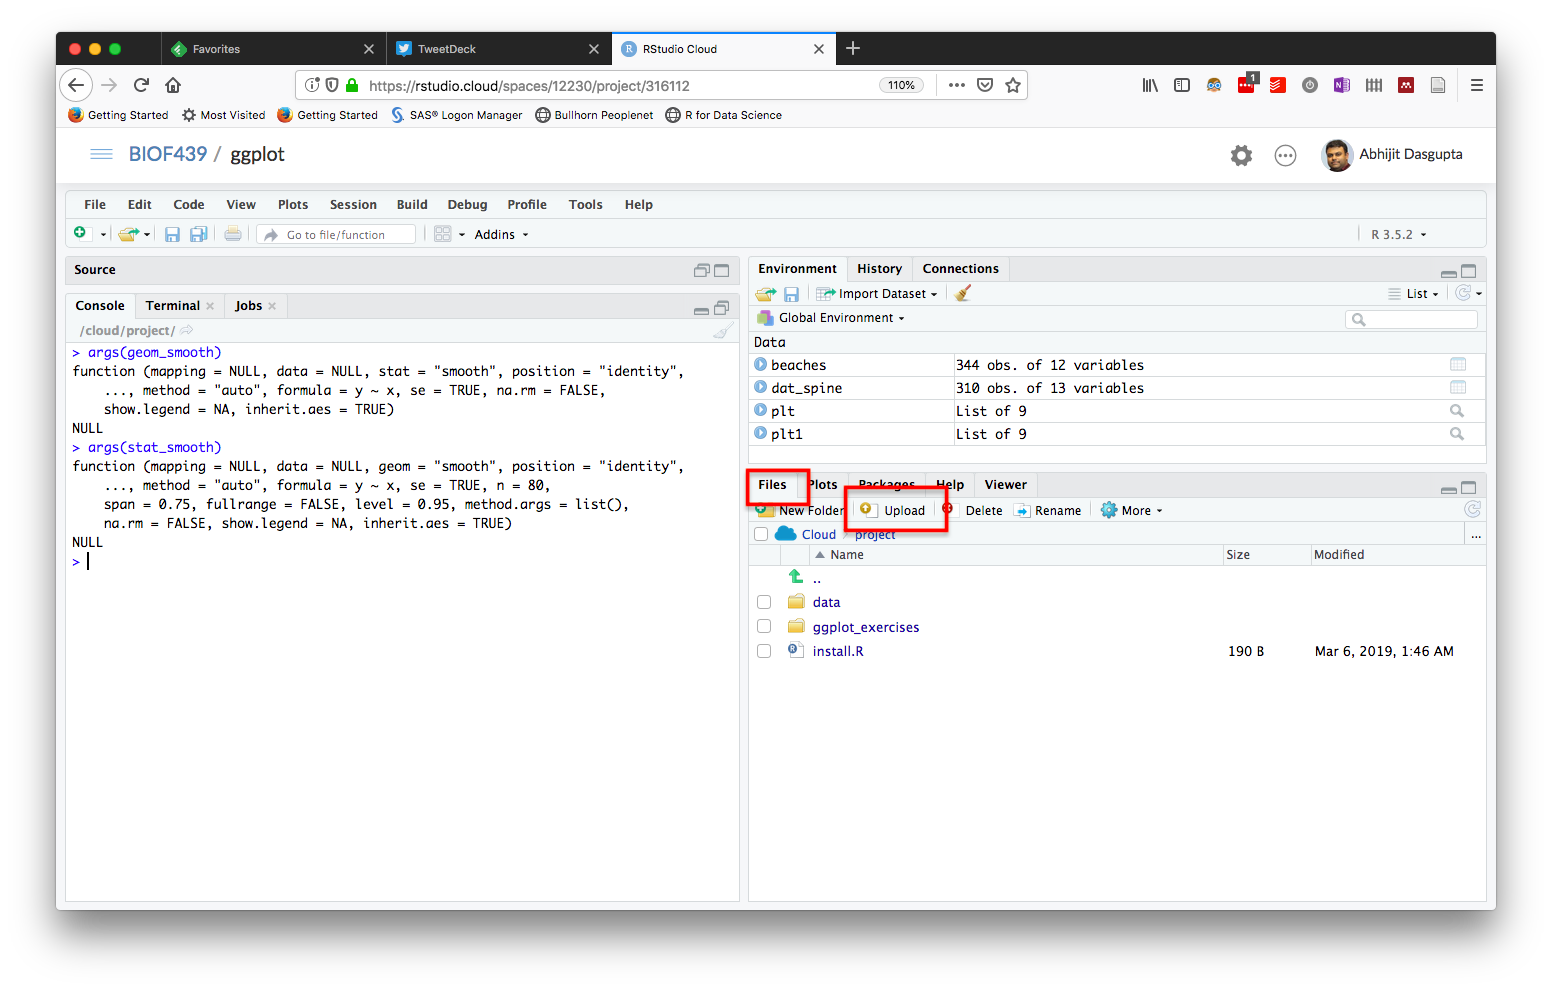 Favorites
TweetDeck
RStudio Cloud
https://rstudio.cloud/spaces/12230/project/316112
110%
1
Getting Started
Most Visited
Getting Started
SAS® Logon Manager
Bullhorn Peoplenet
R for Data Science
BIOF439 / ggplot
Abhijit Dasgupta
File Edit Code View Plots Session Build Debug Profile Tools Help
Go to file/function
Addins
R 3.5.2
Source
Console Terminal Jobs
/cloud/project/
> args(geom_smooth)
function (mapping = NULL, data = NULL, stat = "smooth", position = "identity",
..., method = "auto", formula = y ~ x, se = TRUE, na.rm = FALSE,
show.legend = NA, inherit.aes = TRUE)
NULL
> args(stat_smooth)
function (mapping = NULL, data = NULL, geom = "smooth", position = "identity",
..., method = "auto", formula = y ~ x, se = TRUE, n = 80,
span = 0.75, fullrange = FALSE, level = 0.95, method.args = list(),
na.rm = FALSE, show.legend = NA, inherit.aes = TRUE)
NULL
>
Environment History Connections
Import Dataset
List
Global Environment
Data
beaches 344 obs. of 12 variables
dat_spine 310 obs. of 13 variables
plt List of 9
plt1 List of 9
Files Plots Packages Help Viewer
New Folder Upload Delete Rename More
Cloud project
...
Name Size Modified
..
data
ggplot_exercises
install.R 190 B Mar 6, 2019, 1:46 AM